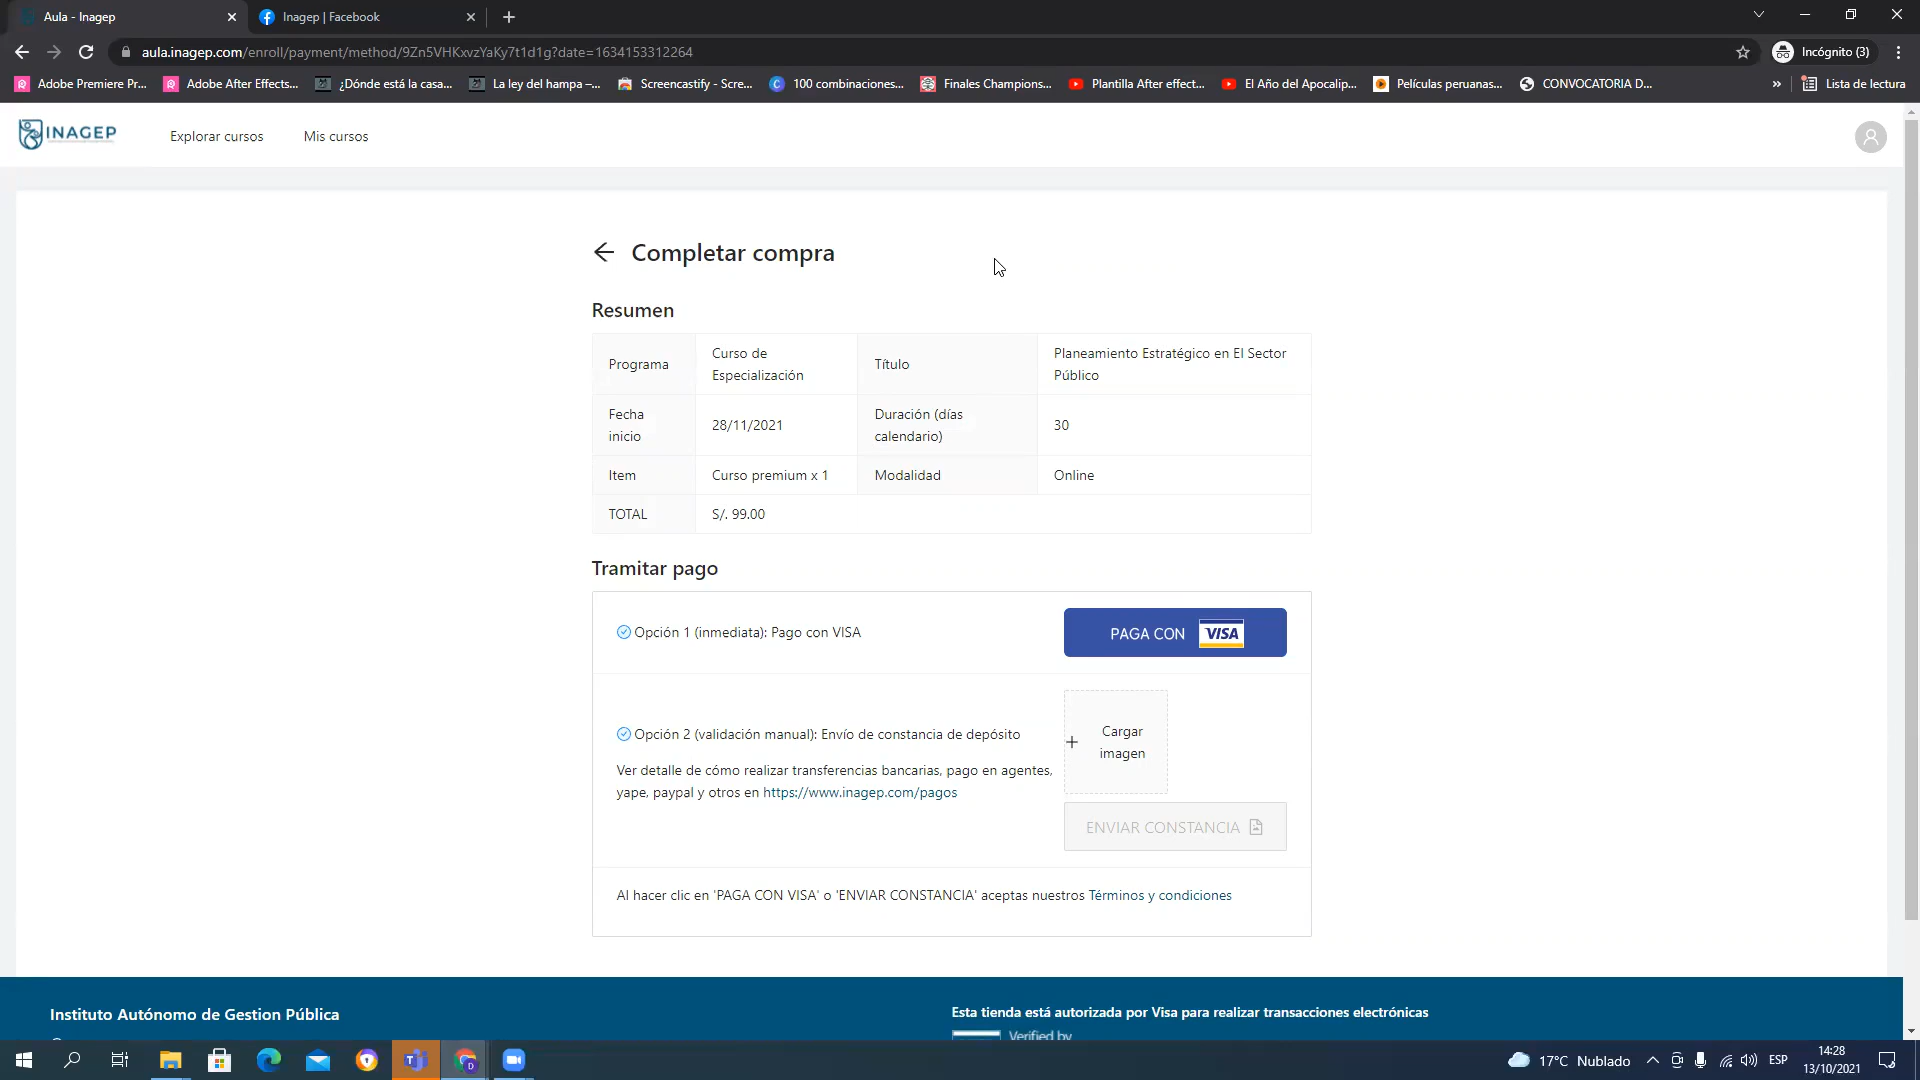 Aula - Inagep
Inagep | Facebook
aula.inagep.com/enroll/payment/method/9Zn5VHKxvzYaKy7t1d1g?date=1634153312264
Incógnito (3)
Adobe Premiere Pr...
Adobe After Effects...
¿Dónde está la casa...
La ley del hampa –...
Screencastify - Scre...
100 combinaciones...
Finales Champions...
Plantilla After effect...
El Año del Apocalip...
Películas peruanas...
CONVOCATORIA D...
»
Lista de lectura
INAGEP
Explorar cursos
Mis cursos
Completar compra
Resumen
Programa
Curso de
Especialización
Título
Planeamiento Estratégico en El Sector
Público
Fecha
inicio
28/11/2021
Duración (días
calendario)
30
Item
Curso premium x 1
Modalidad
Online
TOTAL
S/. 99.00
Tramitar pago
Opción 1 (inmediata): Pago con VISA
PAGA CON VISA
Opción 2 (validación manual): Envío de constancia de depósito
Ver detalle de cómo realizar transferencias bancarias, pago en agentes,
yape, paypal y otros en https://www.inagep.com/pagos
+ Cargar
imagen
ENVIAR CONSTANCIA
Al hacer clic en 'PAGA CON VISA' o 'ENVIAR CONSTANCIA' aceptas nuestros Términos y condiciones
Instituto Autónomo de Gestion Pública
Esta tienda está autorizada por Visa para realizar transacciones electrónicas
Verified by
17°C Nublado
ESP
14:28
13/10/2021